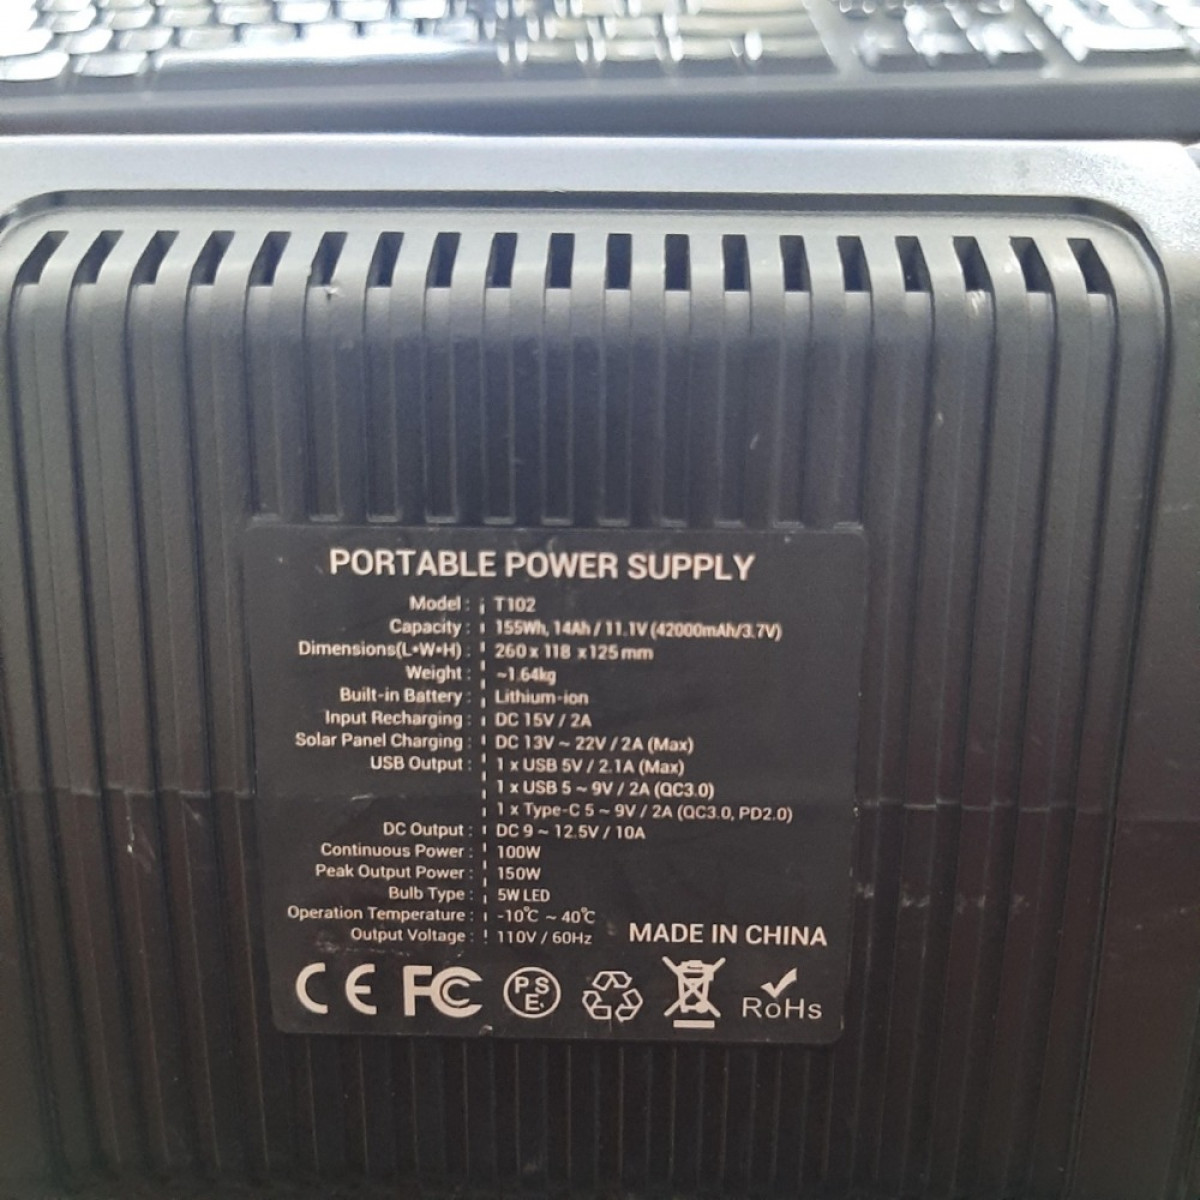 PORTABLE POWER SUPPLY
Model : T102
Capacity : 155Wh, 14Ah / 11.1V (42000mAh/3.7V)
Dimensions(L•W•H) : 260 x 118 x 125 mm
Weight : ~1.64kg
Built-in Battery : Lithium-ion
Input Recharging : DC 15V / 2A
Solar Panel Charging : DC 13V ~ 22V / 2A (Max)
USB Output : 1 x USB 5V / 2.1A (Max)
1 x USB 5 ~ 9V / 2A (QC3.0)
1 x Type-C 5 ~ 9V / 2A (QC3.0, PD2.0)
DC Output : DC 9 ~ 12.5V / 10A
Continuous Power : 100W
Peak Output Power : 150W
Bulb Type : 5W LED
Operation Temperature : -10℃ ~ 40℃
Output Voltage : 110V / 60Hz
MADE IN CHINA
CE FC PSE RoHS